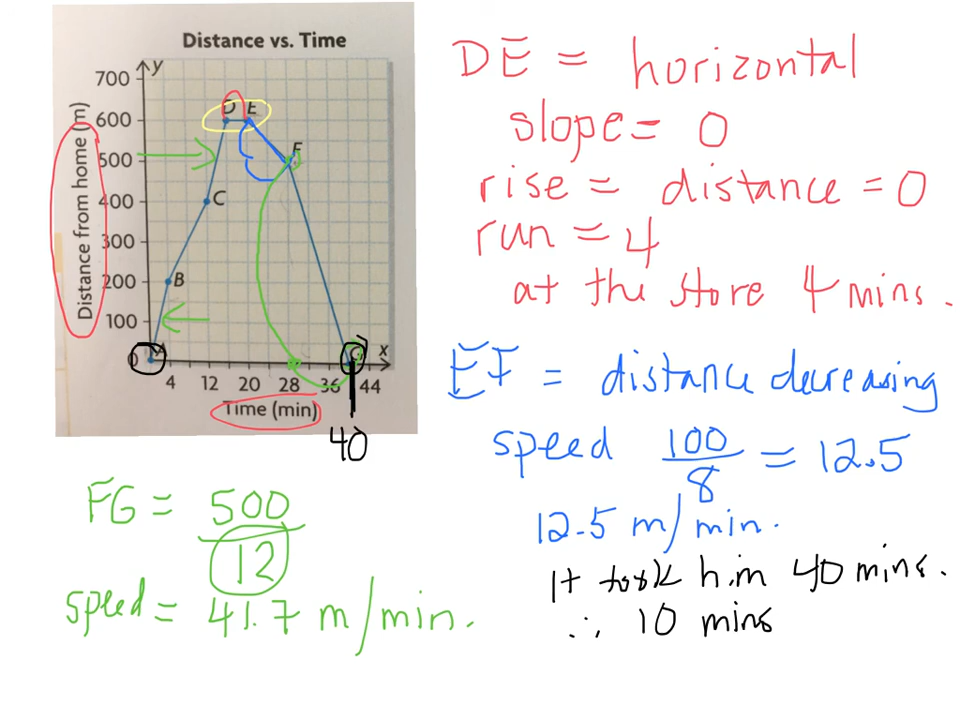 Distance vs. Time
y
700
600
500
400
300
200
100
0
Distance from home (m)
A
B
C
D
E
F
G
x
4 12 20 28 36 44
Time (min)
40
DE = horizontal
slope = 0
rise = distance = 0
run = 4
at the store 4 mins.
EF = distance decreasing
speed 100/8 = 12.5
12.5 m/min.
It took him 40 mins.
∴ 10 mins
FG = 500/12
speed = 41.7 m/min.